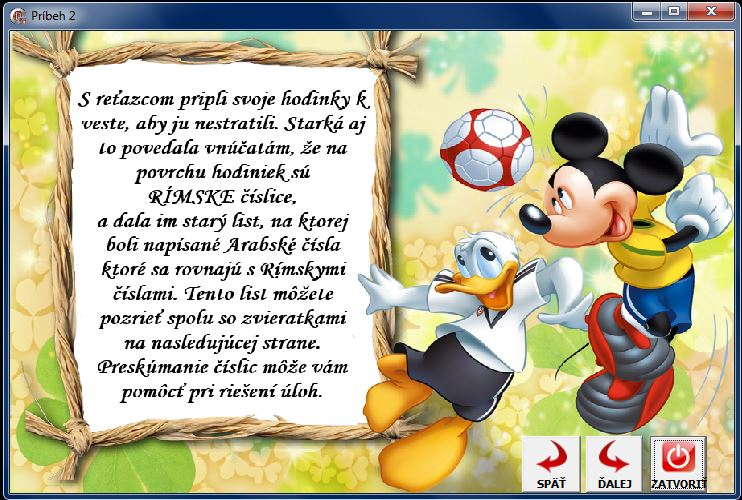 Príbeh 2
S reťazcom pripli svoje hodinky k
veste, aby ju nestratili. Starká aj
to povedala vnúčatám, že na
povrchu hodiniek sú
RÍMSKE číslice,
a dala im starý list, na ktorej
boli napísané Arabské čísla
ktoré sa rovnajú s Rímskymi
číslami. Tento list môžete
pozrieť spolu so zvieratkami
na nasledujúcej strane.
Preskúmanie číslic môže vám
pomôcť pri riešení úloh.
SPÄŤ ĎALEJ ZATVORIŤ